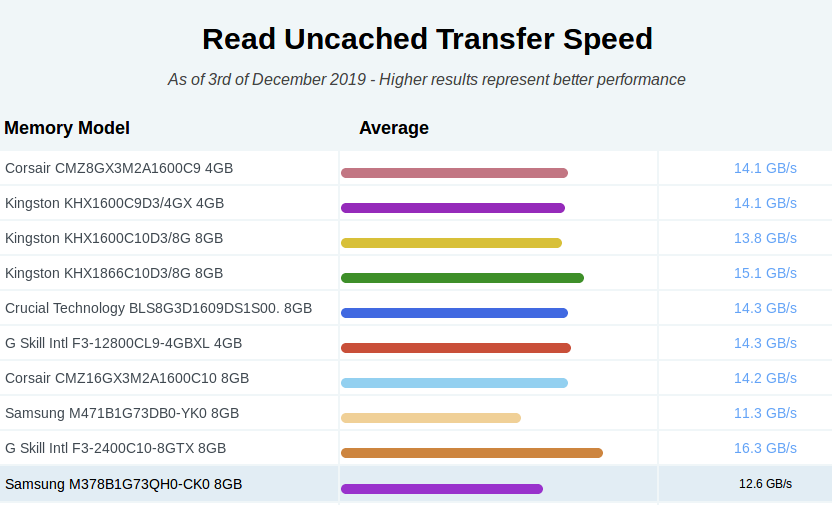 Read Uncached Transfer Speed
As of 3rd of December 2019 - Higher results represent better performance
Memory Model Average
Corsair CMZ8GX3M2A1600C9 4GB 14.1 GB/s
Kingston KHX1600C9D3/4GX 4GB 14.1 GB/s
Kingston KHX1600C10D3/8G 8GB 13.8 GB/s
Kingston KHX1866C10D3/8G 8GB 15.1 GB/s
Crucial Technology BLS8G3D1609DS1S00. 8GB 14.3 GB/s
G Skill Intl F3-12800CL9-4GBXL 4GB 14.3 GB/s
Corsair CMZ16GX3M2A1600C10 8GB 14.2 GB/s
Samsung M471B1G73DB0-YK0 8GB 11.3 GB/s
G Skill Intl F3-2400C10-8GTX 8GB 16.3 GB/s
Samsung M378B1G73QH0-CK0 8GB 12.6 GB/s